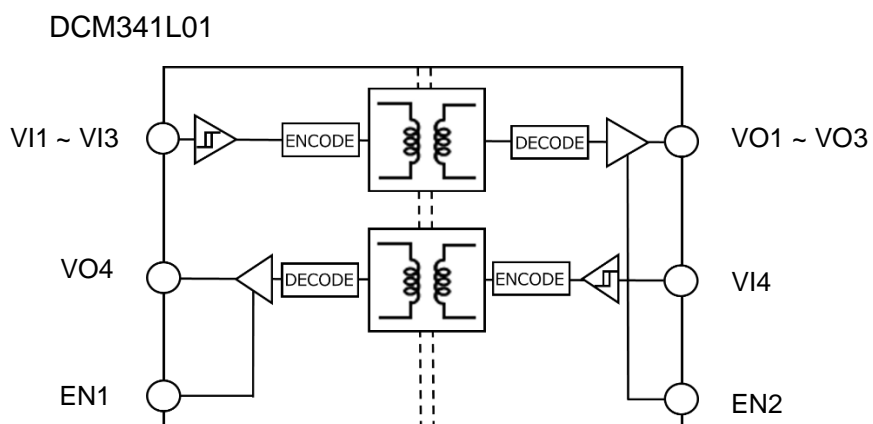 DCM341L01
VI1 ~ VI3
ENCODE
DECODE
VO1 ~ VO3
VO4
DECODE
ENCODE
VI4
EN1
EN2